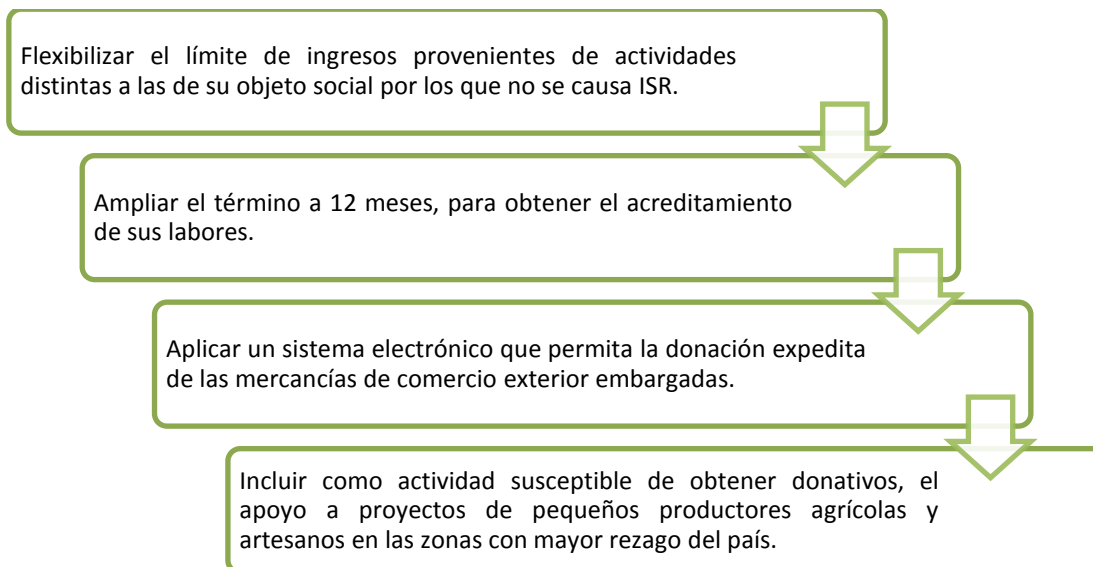 Flexibilizar el límite de ingresos provenientes de actividades
distintas a las de su objeto social por los que no se causa ISR.
Ampliar el término a 12 meses, para obtener el acreditamiento
de sus labores.
Aplicar un sistema electrónico que permita la donación expedita
de las mercancías de comercio exterior embargadas.
Incluir como actividad susceptible de obtener donativos, el
apoyo a proyectos de pequeños productores agrícolas y
artesanos en las zonas con mayor rezago del país.